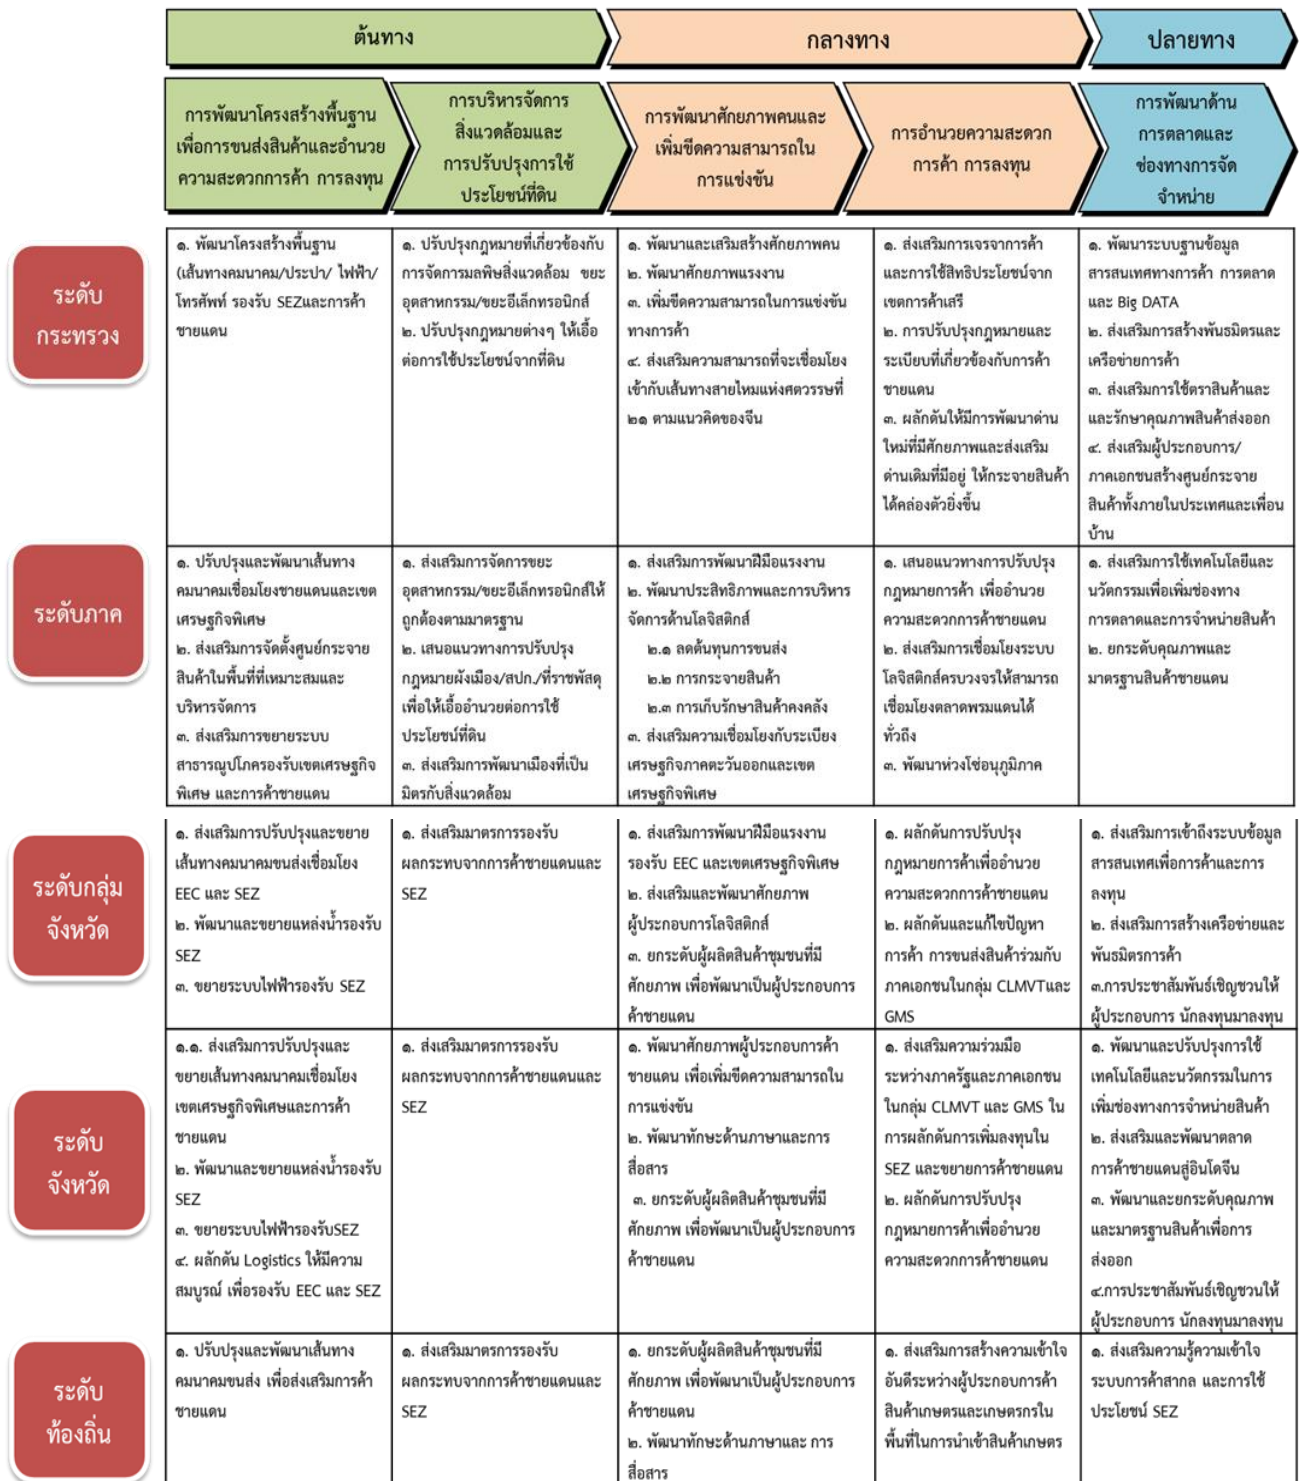 ต้นทาง
กลางทาง
ปลายทาง
การพัฒนาโครงสร้างพื้นฐาน
เพื่อการขนส่งสินค้าและอำนวย
ความสะดวกการค้า การลงทุน
การบริหารจัดการ
สิ่งแวดล้อมและ
การปรับปรุงการใช้
ประโยชน์ที่ดิน
การพัฒนาศักยภาพคนและ
เพิ่มขีดความสามารถใน
การแข่งขัน
การอำนวยความสะดวก
การค้า การลงทุน
การพัฒนาด้าน
การตลาดและ
ช่องทางการจัด
จำหน่าย
ระดับ
กระทรวง
๑. พัฒนาโครงสร้างพื้นฐาน
(เส้นทางคมนาคม/ประปา/ ไฟฟ้า/
โทรศัพท์ รองรับ SEZและการค้า
ชายแดน
๑. ปรับปรุงกฎหมายที่เกี่ยวข้องกับ
การจัดการมลพิษสิ่งแวดล้อม ขยะ
อุตสาหกรรม/ขยะอีเล็กทรอนิกส์
๒. ปรับปรุงกฎหมายต่างๆ ให้เอื้อ
ต่อการใช้ประโยชน์จากที่ดิน
๑. พัฒนาและเสริมสร้างศักยภาพคน
๒. พัฒนาศักยภาพแรงงาน
๓. เพิ่มขีดความสามารถในการแข่งขัน
ทางการค้า
๔. ส่งเสริมความสามารถที่จะเชื่อมโยง
เข้ากับเส้นทางสายไหมแห่งศตวรรษที่
๒๑ ตามแนวคิดของจีน
๑. ส่งเสริมการเจรจาการค้า
และการใช้สิทธิประโยชน์จาก
เขตการค้าเสรี
๒. การปรับปรุงกฎหมายและ
ระเบียบที่เกี่ยวข้องกับการค้า
ชายแดน
๓. ผลักดันให้มีการพัฒนาด่าน
ใหม่ที่มีศักยภาพและส่งเสริม
ด่านเดิมที่มีอยู่ ให้กระจายสินค้า
ได้คล่องตัวยิ่งขึ้น
๑. พัฒนาระบบฐานข้อมูล
สารสนเทศทางการค้า การตลาด
และ Big DATA
๒. ส่งเสริมการสร้างพันธมิตรและ
เครือข่ายการค้า
๓. ส่งเสริมการใช้ตราสินค้าและ
และรักษาคุณภาพสินค้าส่งออก
๔. ส่งเสริมผู้ประกอบการ/
ภาคเอกชนสร้างศูนย์กระจาย
สินค้าทั้งภายในประเทศและเพื่อน
บ้าน
ระดับภาค
๑. ปรับปรุงและพัฒนาเส้นทาง
คมนาคมเชื่อมโยงชายแดนและเขต
เศรษฐกิจพิเศษ
๒. ส่งเสริมการจัดตั้งศูนย์กระจาย
สินค้าในพื้นที่ที่เหมาะสมและ
บริหารจัดการ
๓. ส่งเสริมการขยายระบบ
สาธารณูปโภครองรับเขตเศรษฐกิจ
พิเศษ และการค้าชายแดน
๑. ส่งเสริมการจัดการขยะ
อุตสาหกรรม/ขยะอีเล็กทรอนิกส์ให้
ถูกต้องตามมาตรฐาน
๒. เสนอแนวทางการปรับปรุง
กฎหมายผังเมือง/สปก./ที่ราชพัสดุ
เพื่อให้เอื้ออำนวยต่อการใช้
ประโยชน์ที่ดิน
๓. ส่งเสริมการพัฒนาเมืองที่เป็น
มิตรกับสิ่งแวดล้อม
๑. ส่งเสริมการพัฒนาฝีมือแรงงาน
๒. พัฒนาประสิทธิภาพและการบริหาร
จัดการด้านโลจิสติกส์
๒.๑ ลดต้นทุนการขนส่ง
๒.๒ การกระจายสินค้า
๒.๓ การเก็บรักษาสินค้าคงคลัง
๓. ส่งเสริมความเชื่อมโยงกับระเบียง
เศรษฐกิจภาคตะวันออกและเขต
เศรษฐกิจพิเศษ
๑. เสนอแนวทางการปรับปรุง
กฎหมายการค้า เพื่ออำนวย
ความสะดวกการค้าชายแดน
๒. ส่งเสริมการเชื่อมโยงระบบ
โลจิสติกส์ครบวงจรให้สามารถ
เชื่อมโยงตลาดพรมแดนได้
ทั่วถึง
๓. พัฒนาห่วงโซ่อนุภูมิภาค
๑. ส่งเสริมการใช้เทคโนโลยีและ
นวัตกรรมเพื่อเพิ่มช่องทาง
การตลาดและการจำหน่ายสินค้า
๒. ยกระดับคุณภาพและ
มาตรฐานสินค้าชายแดน
ระดับกลุ่ม
จังหวัด
๑. ส่งเสริมการปรับปรุงและขยาย
เส้นทางคมนาคมขนส่งเชื่อมโยง
EEC และ SEZ
๒. พัฒนาและขยายแหล่งน้ำรองรับ
SEZ
๓. ขยายระบบไฟฟ้ารองรับ SEZ
๑. ส่งเสริมมาตรการรองรับ
ผลกระทบจากการค้าชายแดนและ
SEZ
๑. ส่งเสริมการพัฒนาฝีมือแรงงาน
รองรับ EEC และเขตเศรษฐกิจพิเศษ
๒. ส่งเสริมและพัฒนาศักยภาพ
ผู้ประกอบการโลจิสติกส์
๓. ยกระดับผู้ผลิตสินค้าชุมชนที่มี
ศักยภาพ เพื่อพัฒนาเป็นผู้ประกอบการ
ค้าชายแดน
๑. ผลักดันการปรับปรุง
กฎหมายการค้าเพื่ออำนวย
ความสะดวกการค้าชายแดน
๒. ผลักดันและแก้ไขปัญหา
การค้า การขนส่งสินค้าร่วมกับ
ภาคเอกชนในกลุ่ม CLMVTและ
GMS
๑. ส่งเสริมการเข้าถึงระบบข้อมูล
สารสนเทศเพื่อการค้าและการ
ลงทุน
๒. ส่งเสริมการสร้างเครือข่ายและ
พันธมิตรการค้า
๓.การประชาสัมพันธ์เชิญชวนให้
ผู้ประกอบการ นักลงทุนมาลงทุน
ระดับ
จังหวัด
๑.๑. ส่งเสริมการปรับปรุงและ
ขยายเส้นทางคมนาคมเชื่อมโยง
เขตเศรษฐกิจพิเศษและการค้า
ชายแดน
๒. พัฒนาและขยายแหล่งน้ำรองรับ
SEZ
๓. ขยายระบบไฟฟ้ารองรับSEZ
๔. ผลักดัน Logistics ให้มีความ
สมบูรณ์ เพื่อรองรับ EEC และ SEZ
๑. ส่งเสริมมาตรการรองรับ
ผลกระทบจากการค้าชายแดนและ
SEZ
๑. พัฒนาศักยภาพผู้ประกอบการค้า
ชายแดน เพื่อเพิ่มขีดความสามารถใน
การแข่งขัน
๒. พัฒนาทักษะด้านภาษาและการ
สื่อสาร
๓. ยกระดับผู้ผลิตสินค้าชุมชนที่มี
ศักยภาพ เพื่อพัฒนาเป็นผู้ประกอบการ
ค้าชายแดน
๑. ส่งเสริมความร่วมมือ
ระหว่างภาครัฐและภาคเอกชน
ในกลุ่ม CLMVT และ GMS ใน
การผลักดันการเพิ่มลงทุนใน
SEZ และขยายการค้าชายแดน
๒. ผลักดันการปรับปรุง
กฎหมายการค้าเพื่ออำนวย
ความสะดวกการค้าชายแดน
๑. พัฒนาและปรับปรุงการใช้
เทคโนโลยีและนวัตกรรมในการ
เพิ่มช่องทางการจำหน่ายสินค้า
๒. ส่งเสริมและพัฒนาตลาด
การค้าชายแดนสู่อินโดจีน
๓. พัฒนาและยกระดับคุณภาพ
และมาตรฐานสินค้าเพื่อการ
ส่งออก
๔.การประชาสัมพันธ์เชิญชวนให้
ผู้ประกอบการ นักลงทุนมาลงทุน
ระดับ
ท้องถิ่น
๑. ปรับปรุงและพัฒนาเส้นทาง
คมนาคมขนส่ง เพื่อส่งเสริมการค้า
ชายแดน
๑. ส่งเสริมมาตรการรองรับ
ผลกระทบจากการค้าชายแดนและ
SEZ
๑. ยกระดับผู้ผลิตสินค้าชุมชนที่มี
ศักยภาพ เพื่อพัฒนาเป็นผู้ประกอบการ
ค้าชายแดน
๒. พัฒนาทักษะด้านภาษาและ การ
สื่อสาร
๑. ส่งเสริมการสร้างความเข้าใจ
อันดีระหว่างผู้ประกอบการค้า
สินค้าเกษตรและเกษตรกรใน
พื้นที่ในการนำเข้าสินค้าเกษตร
๑. ส่งเสริมความรู้ความเข้าใจ
ระบบการค้าสากล และการใช้
ประโยชน์ SEZ